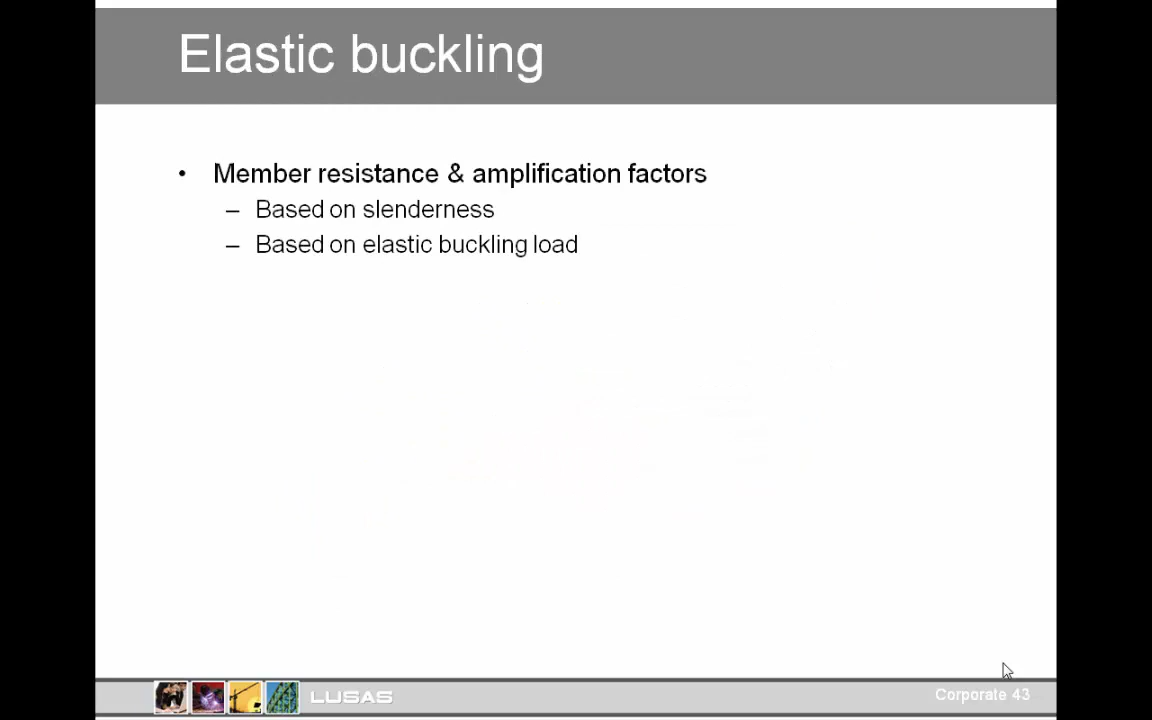 Elastic buckling
• Member resistance & amplification factors
– Based on slenderness
– Based on elastic buckling load
LUSAS
Corporate 43